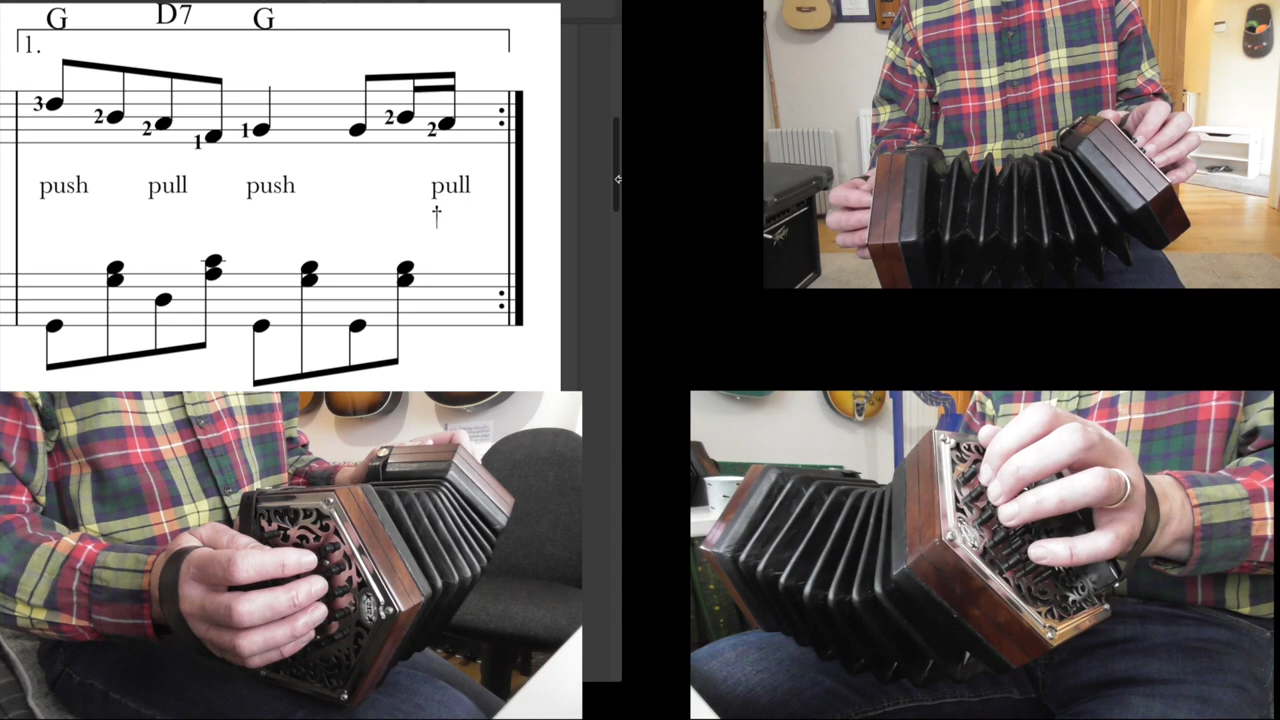 G D7 G
1.
3 2 2 1 1 2 2
push pull push pull
†